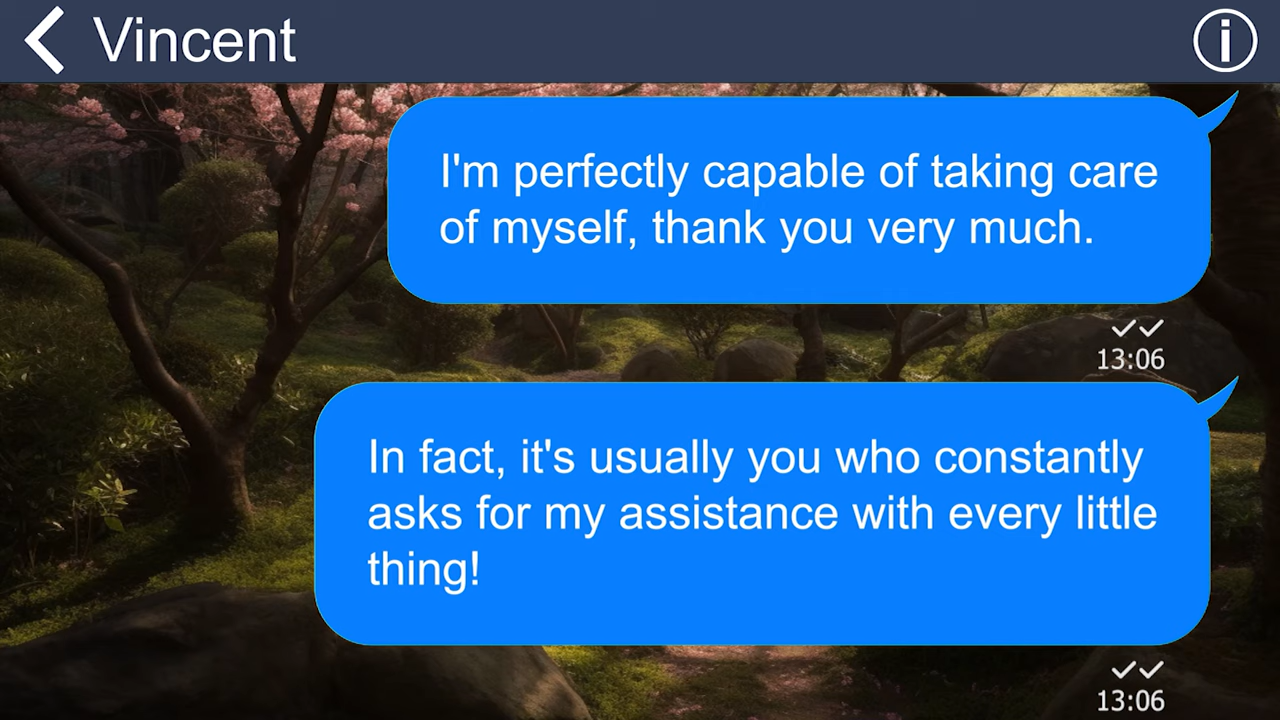 Vincent
I'm perfectly capable of taking care
of myself, thank you very much.
13:06
In fact, it's usually you who constantly
asks for my assistance with every little
thing!
13:06